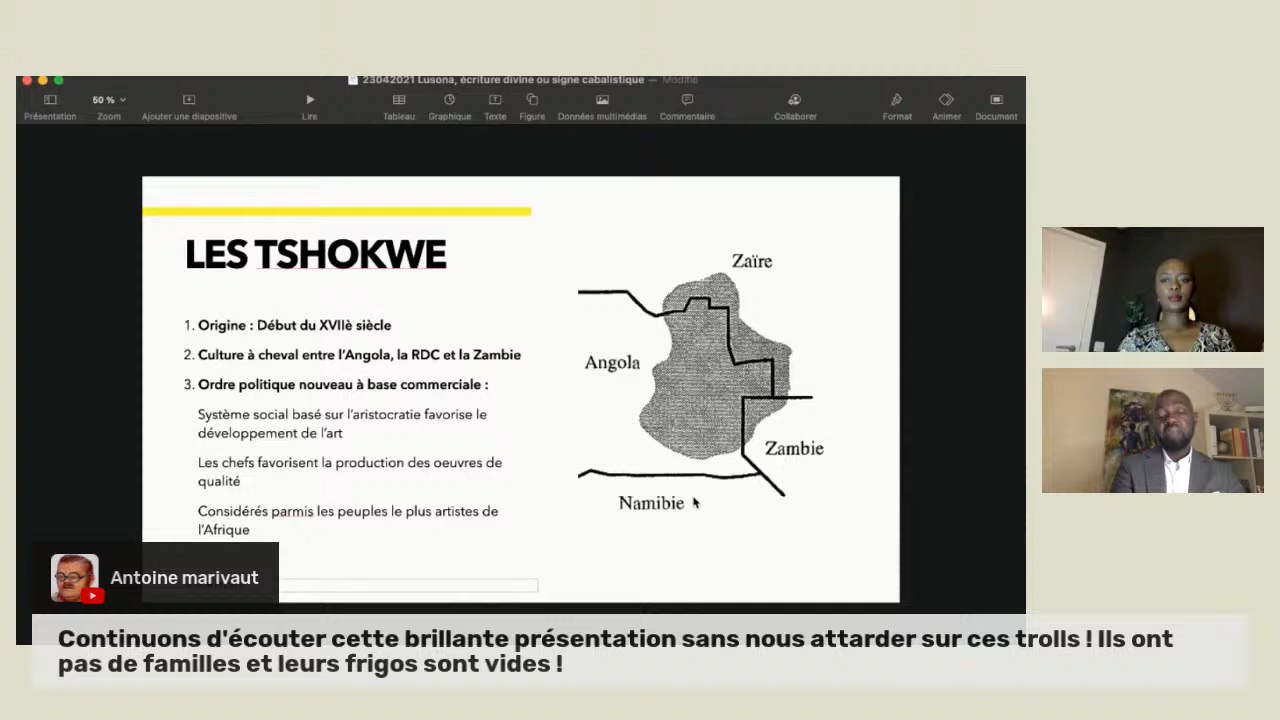 23042021 Lusona, écriture divine ou signe cabalistique — Modifié
50 %
Présentation Zoom Ajouter une diapositive Lire Tableau Graphique Texte Figure Données multimédias Commentaire Collaborer Format Animer Document
LES TSHOKWE
1. Origine : Début du XVIIè siècle
2. Culture à cheval entre l'Angola, la RDC et la Zambie
3. Ordre politique nouveau à base commerciale :
Système social basé sur l'aristocratie favorise le
développement de l'art
Les chefs favorisent la production des oeuvres de
qualité
Considérés parmis les peuples le plus artistes de
l'Afrique
Zaïre
Angola
Zambie
Namibie
Antoine marivaut
Continuons d'écouter cette brillante présentation sans nous attarder sur ces trolls ! Ils ont
pas de familles et leurs frigos sont vides !